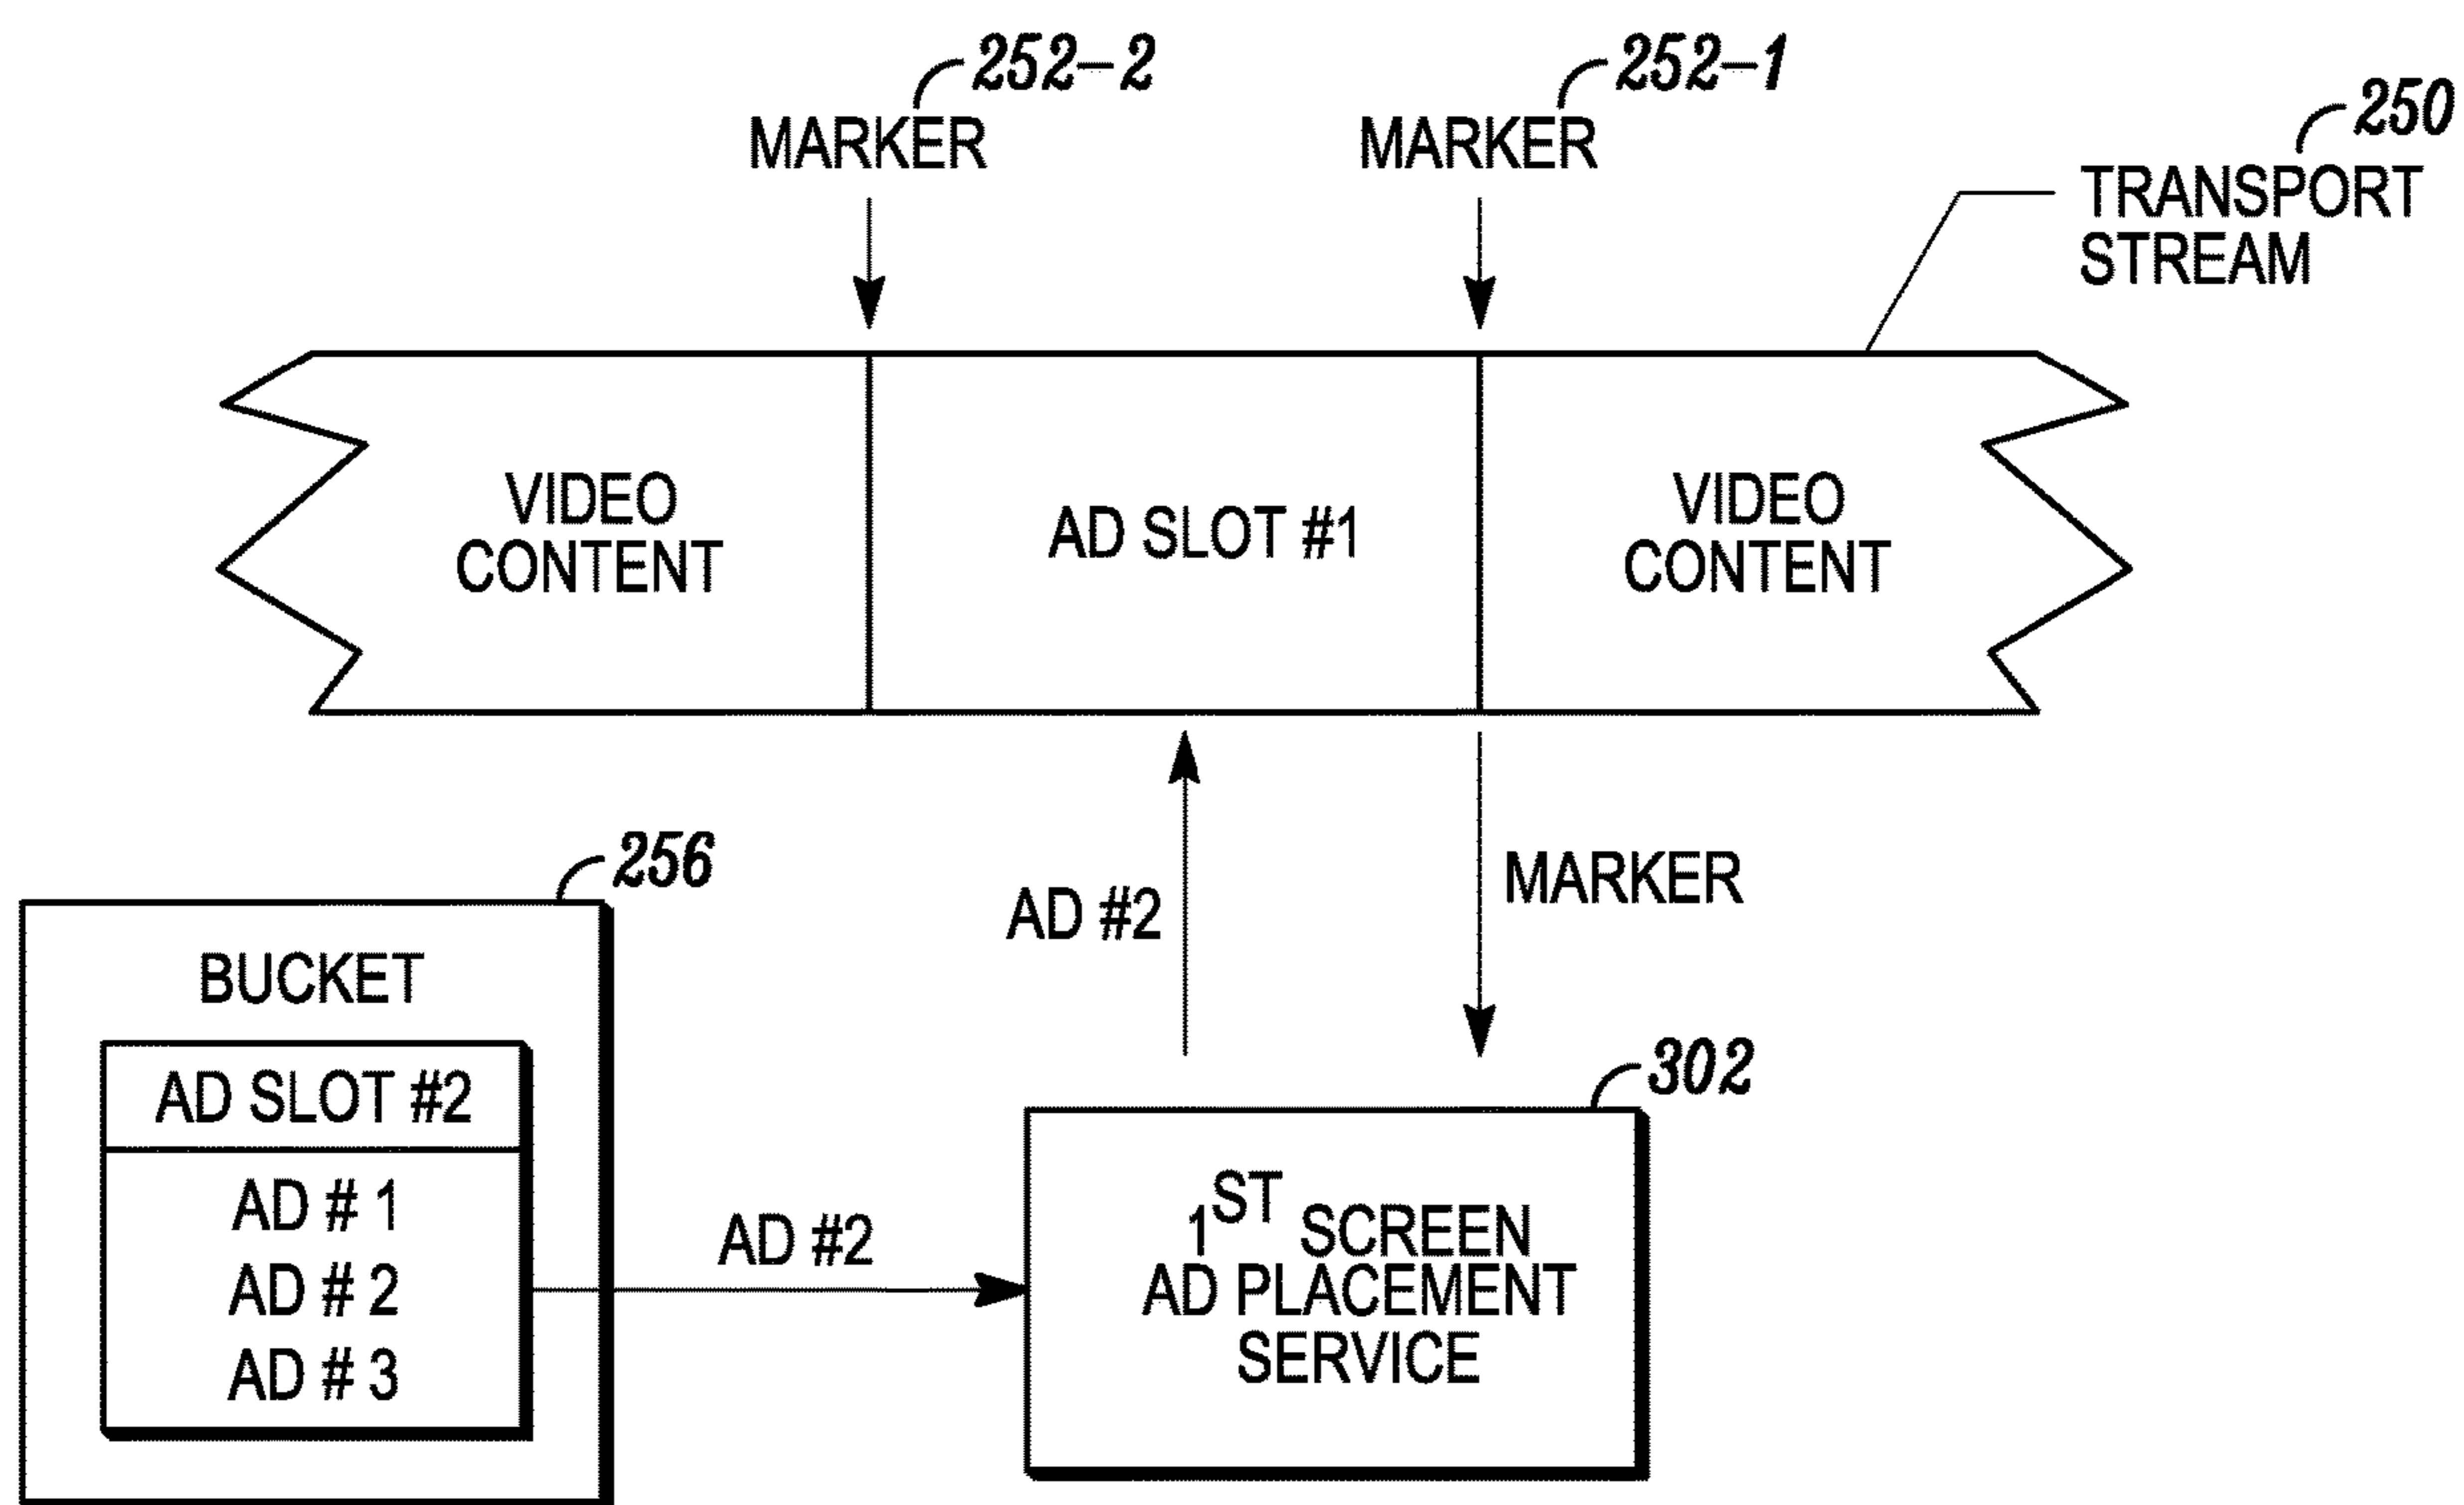 252-2
252-1
250
MARKER
MARKER
TRANSPORT
STREAM
VIDEO
CONTENT
AD SLOT #1
VIDEO
CONTENT
256
AD #2
MARKER
BUCKET
AD SLOT #2
AD # 1
AD # 2
AD # 3
AD #2
302
1ST SCREEN
AD PLACEMENT
SERVICE